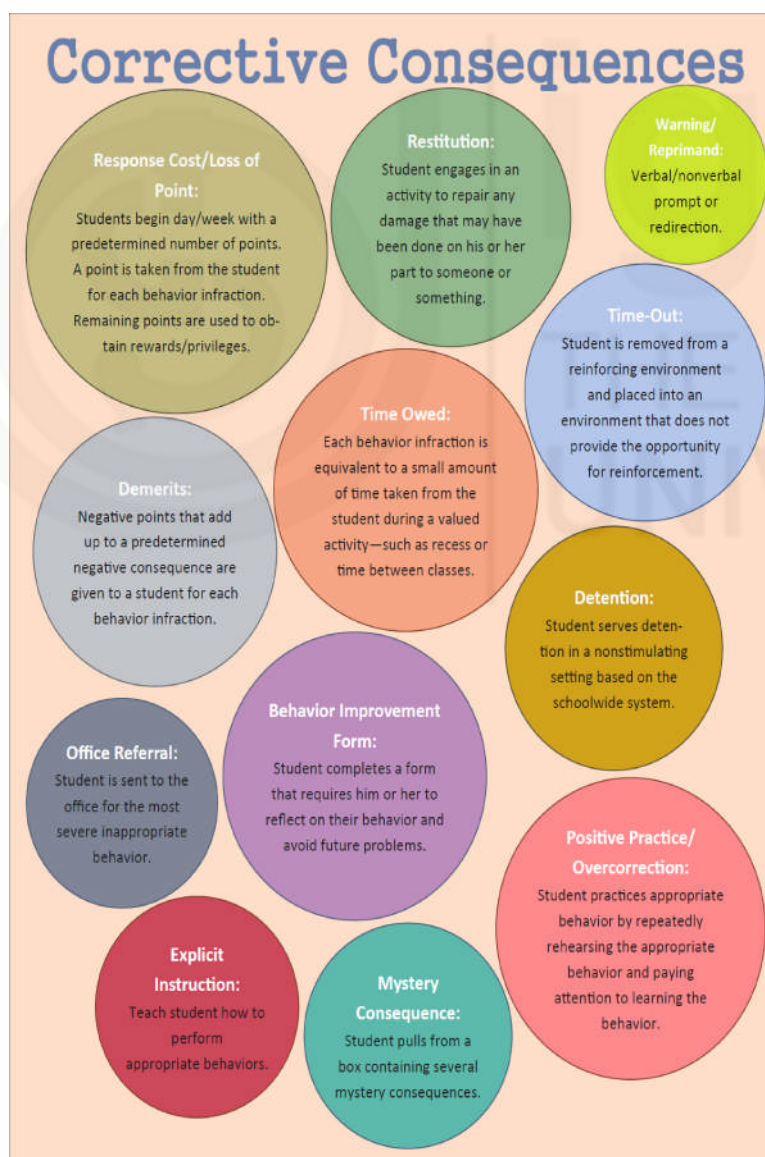 Corrective Consequences
Response Cost/Loss of
Point:
Students begin day/week with a
predetermined number of points.
A point is taken from the student
for each behavior infraction.
Remaining points are used to ob-
tain rewards/privileges.
Restitution:
Student engages in an
activity to repair any
damage that may have
been done on his or her
part to someone or
something.
Warning/
Reprimand:
Verbal/nonverbal
prompt or
redirection.
Time-Out:
Student is removed from a
reinforcing environment
and placed into an
environment that does not
provide the opportunity
for reinforcement.
Time Owed:
Each behavior infraction is
equivalent to a small amount
of time taken from the
student during a valued
activity—such as recess or
time between classes.
Demerits:
Negative points that add
up to a predetermined
negative consequence are
given to a student for each
behavior infraction.
Detention:
Student serves deten-
tion in a nonstimulating
setting based on the
schoolwide system.
Behavior Improvement
Form:
Student completes a form
that requires him or her to
reflect on their behavior and
avoid future problems.
Office Referral:
Student is sent to the
office for the most
severe inappropriate
behavior.
Positive Practice/
Overcorrection:
Student practices appropriate
behavior by repeatedly
rehearsing the appropriate
behavior and paying
attention to learning the
behavior.
Explicit
Instruction:
Teach student how to
perform
appropriate behaviors.
Mystery
Consequence:
Student pulls from a
box containing several
mystery consequences.
THE
UNI